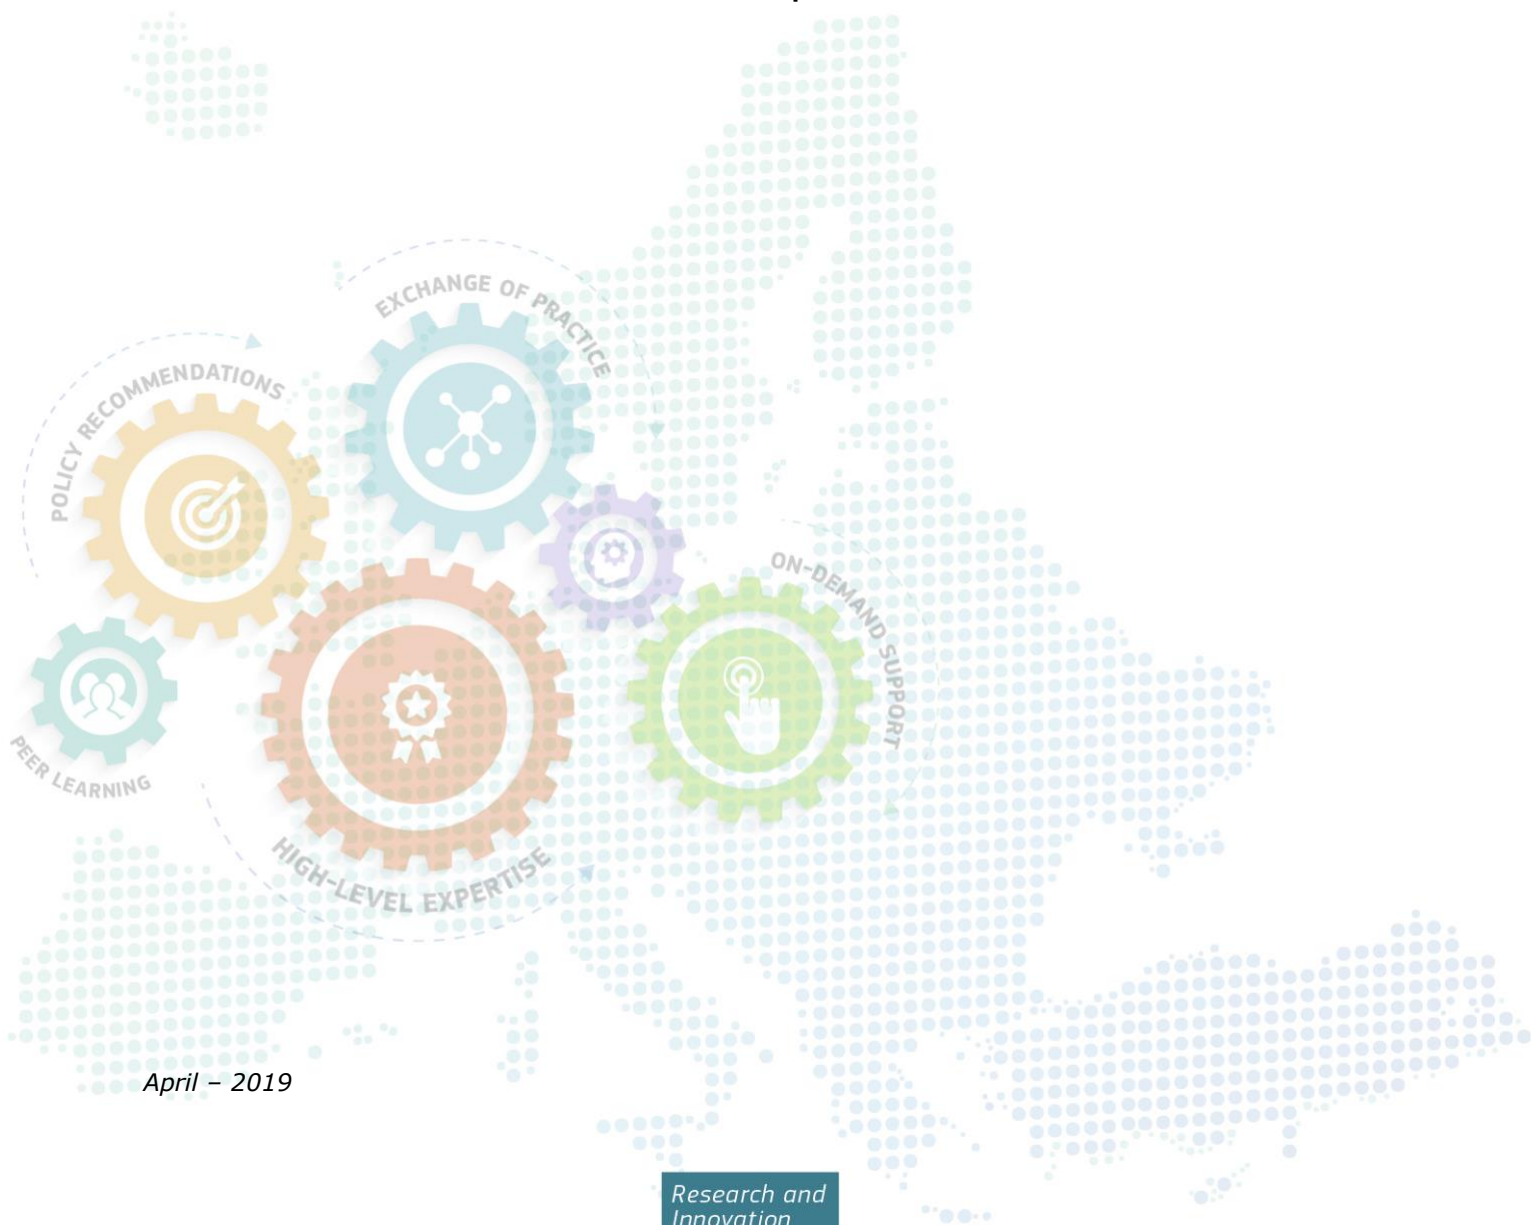 EXCHANGE OF PRACTICE
POLICY RECOMMENDATIONS
ON-DEMAND SUPPORT
PEER LEARNING
HIGH-LEVEL EXPERTISE
April – 2019
Research and
Innovation